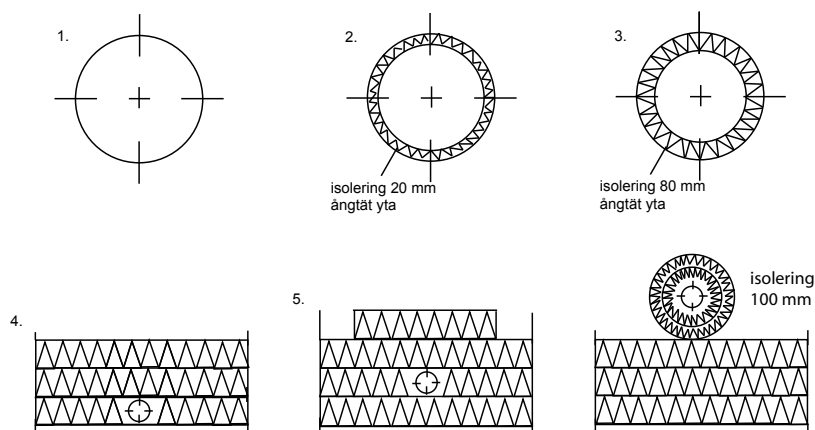 1.
2.
3.
isolering 20 mm
ångtät yta
isolering 80 mm
ångtät yta
4.
5.
isolering
100 mm